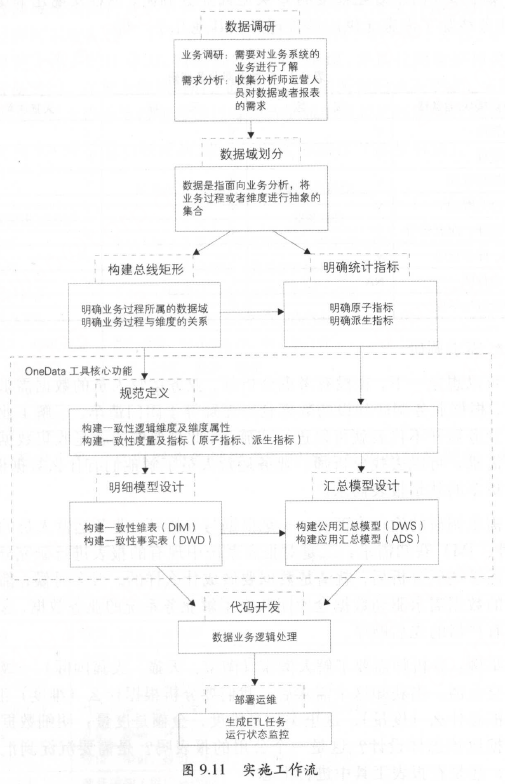 数据调研
业务调研：需要对业务系统的
业务进行了解
需求分析：收集分析师运营人
员对数据或者报表
的需求
数据域划分
数据是指面向业务分析，将
业务过程或者维度进行抽象的
集合
构建总线矩形
明确业务过程所属的数据域
明确业务过程与维度的关系
明确统计指标
明确原子指标
明确派生指标
OneData 工具核心功能
规范定义
构建一致性逻辑维度及维度属性
构建一致性度量及指标（原子指标、派生指标）
明细模型设计
构建一致性维表（DIM）
构建一致性事实表（DWD）
汇总模型设计
构建公用汇总模型（DWS）
构建应用汇总模型（ADS）
代码开发
数据业务逻辑处理
部署运维
生成ETL任务
运行状态监控
图 9.11 实施工作流